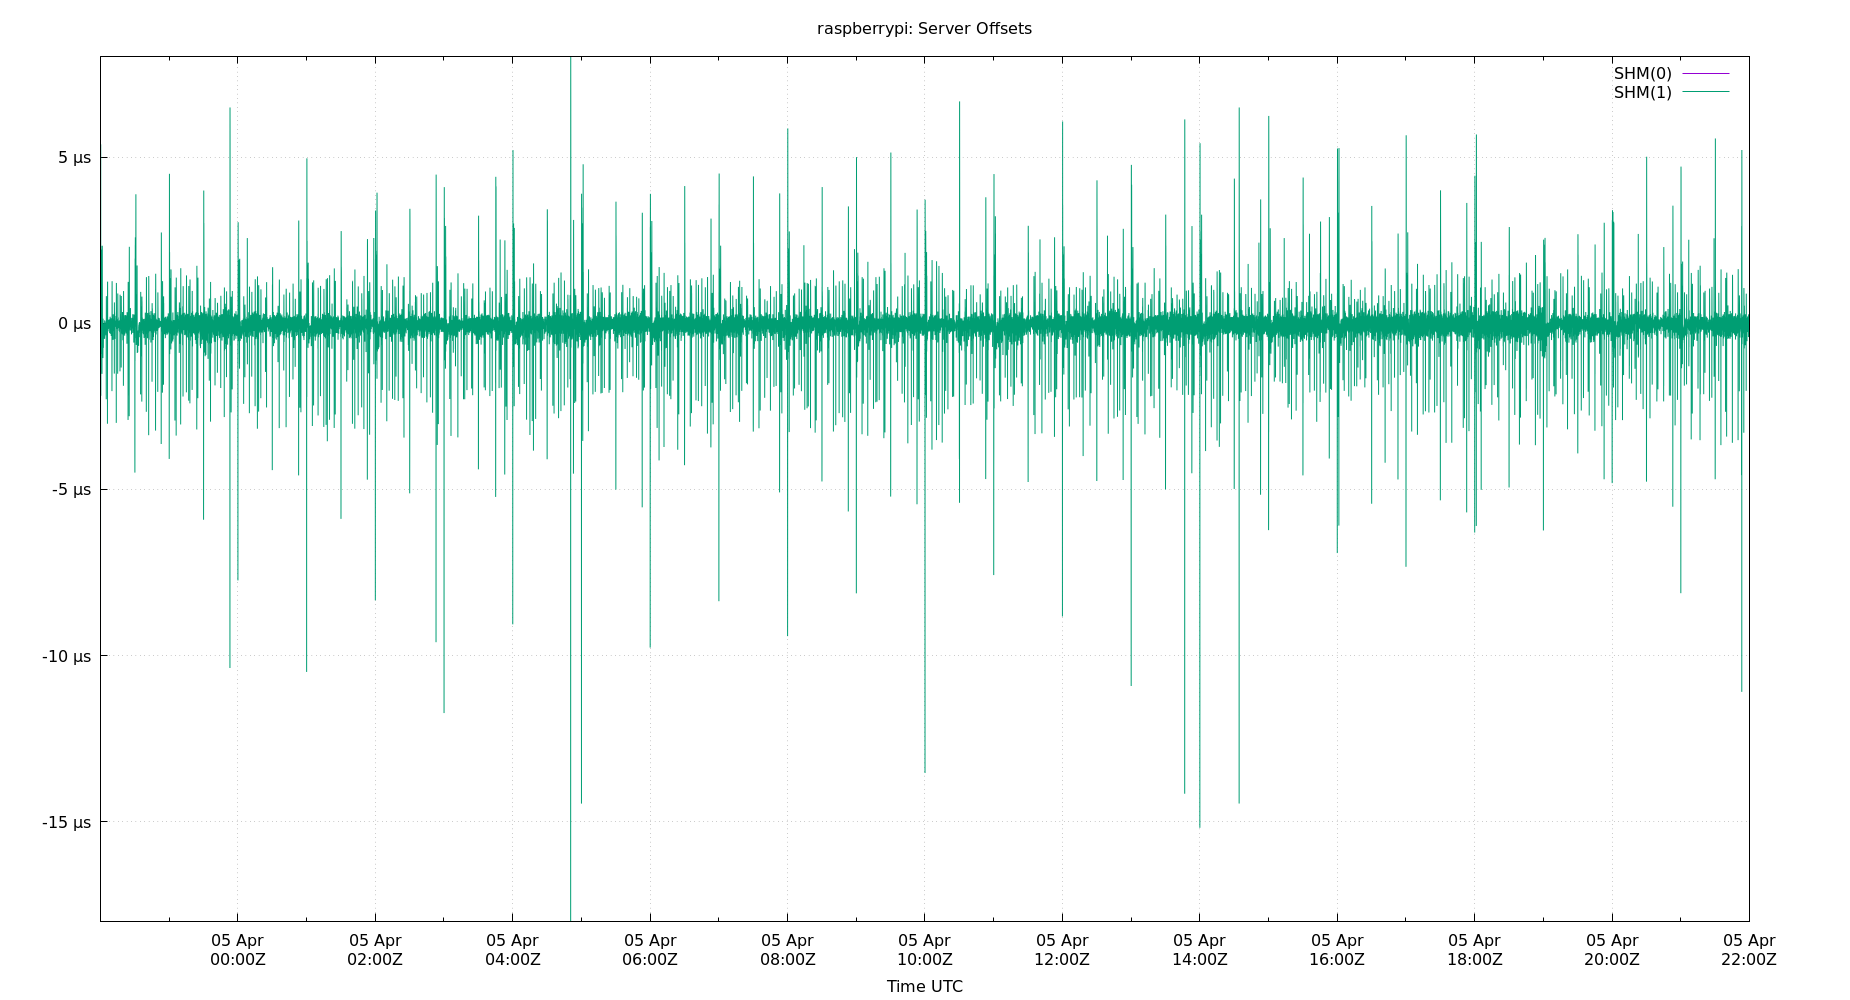 raspberrypi: Server Offsets
SHM(0)
SHM(1)
5 µs
0 µs
-5 µs
-10 µs
-15 µs
05 Apr 05 Apr 05 Apr 05 Apr 05 Apr 05 Apr 05 Apr 05 Apr 05 Apr 05 Apr 05 Apr 05 Apr
00:00Z 02:00Z 04:00Z 06:00Z 08:00Z 10:00Z 12:00Z 14:00Z 16:00Z 18:00Z 20:00Z 22:00Z
Time UTC